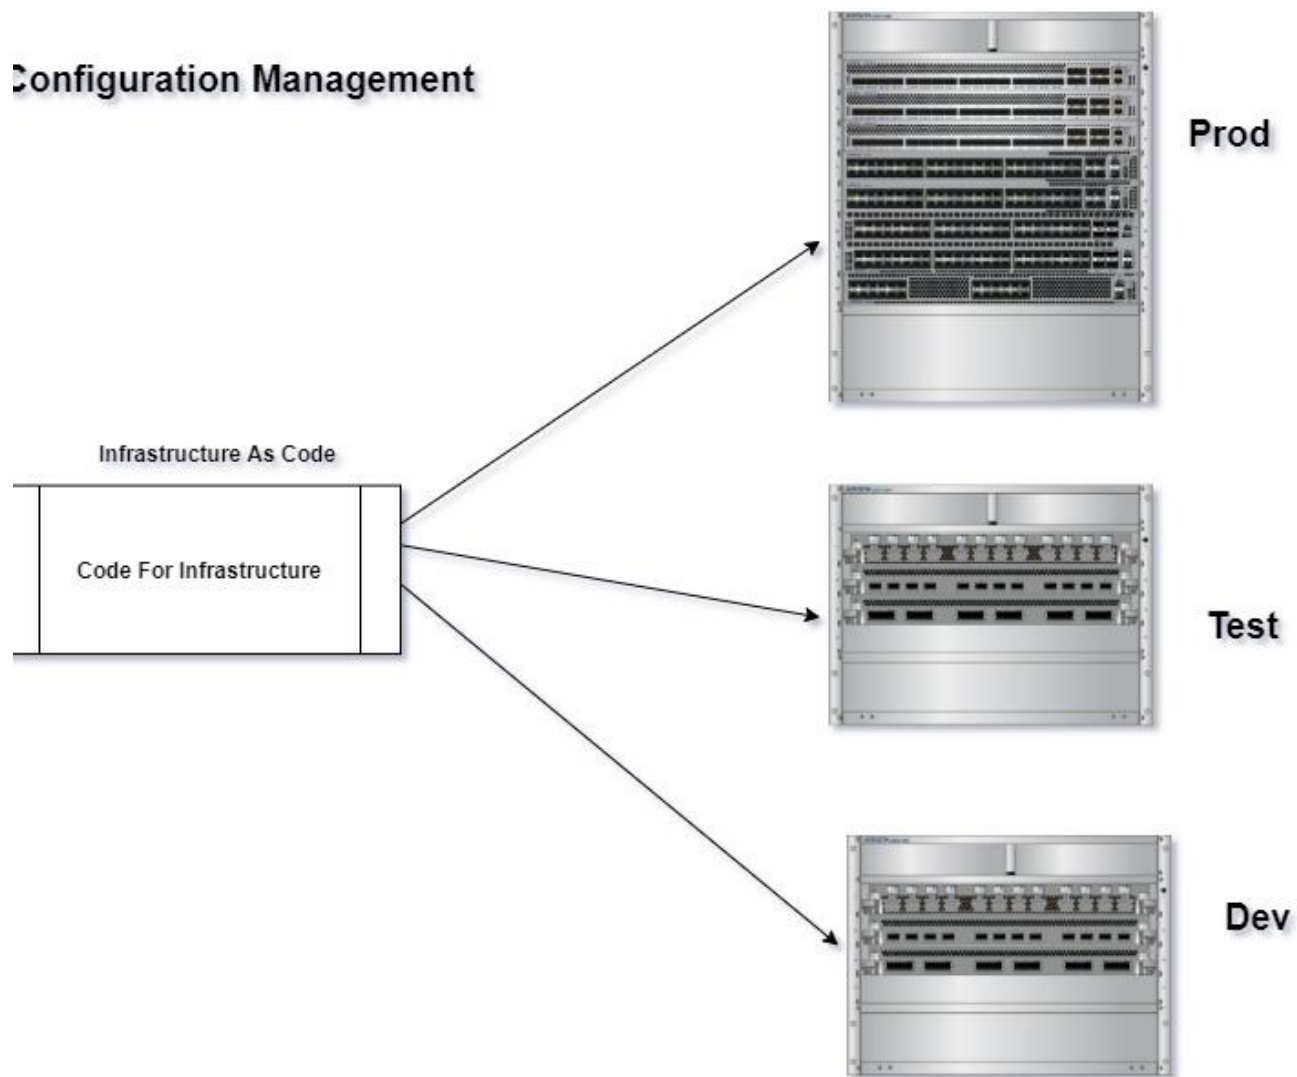 Configuration Management
Prod
Infrastructure As Code
Code For Infrastructure
Test
Dev